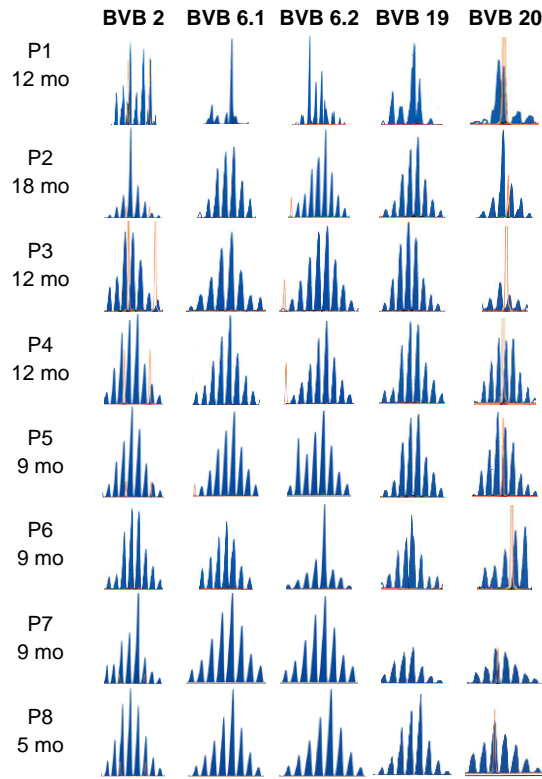 BVB 2 BVB 6.1 BVB 6.2 BVB 19 BVB 20
P1
12 mo
P2
18 mo
P3
12 mo
P4
12 mo
P5
9 mo
P6
9 mo
P7
9 mo
P8
5 mo